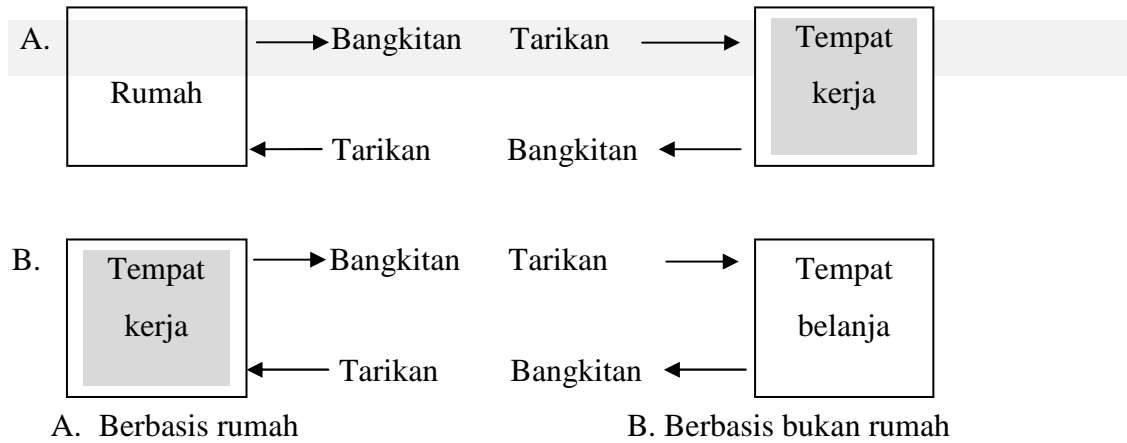 A. Bangkitan Tarikan Tempat
Rumah kerja
Tarikan Bangkitan
B. Tempat Bangkitan Tarikan Tempat
kerja belanja
Tarikan Bangkitan
A. Berbasis rumah B. Berbasis bukan rumah